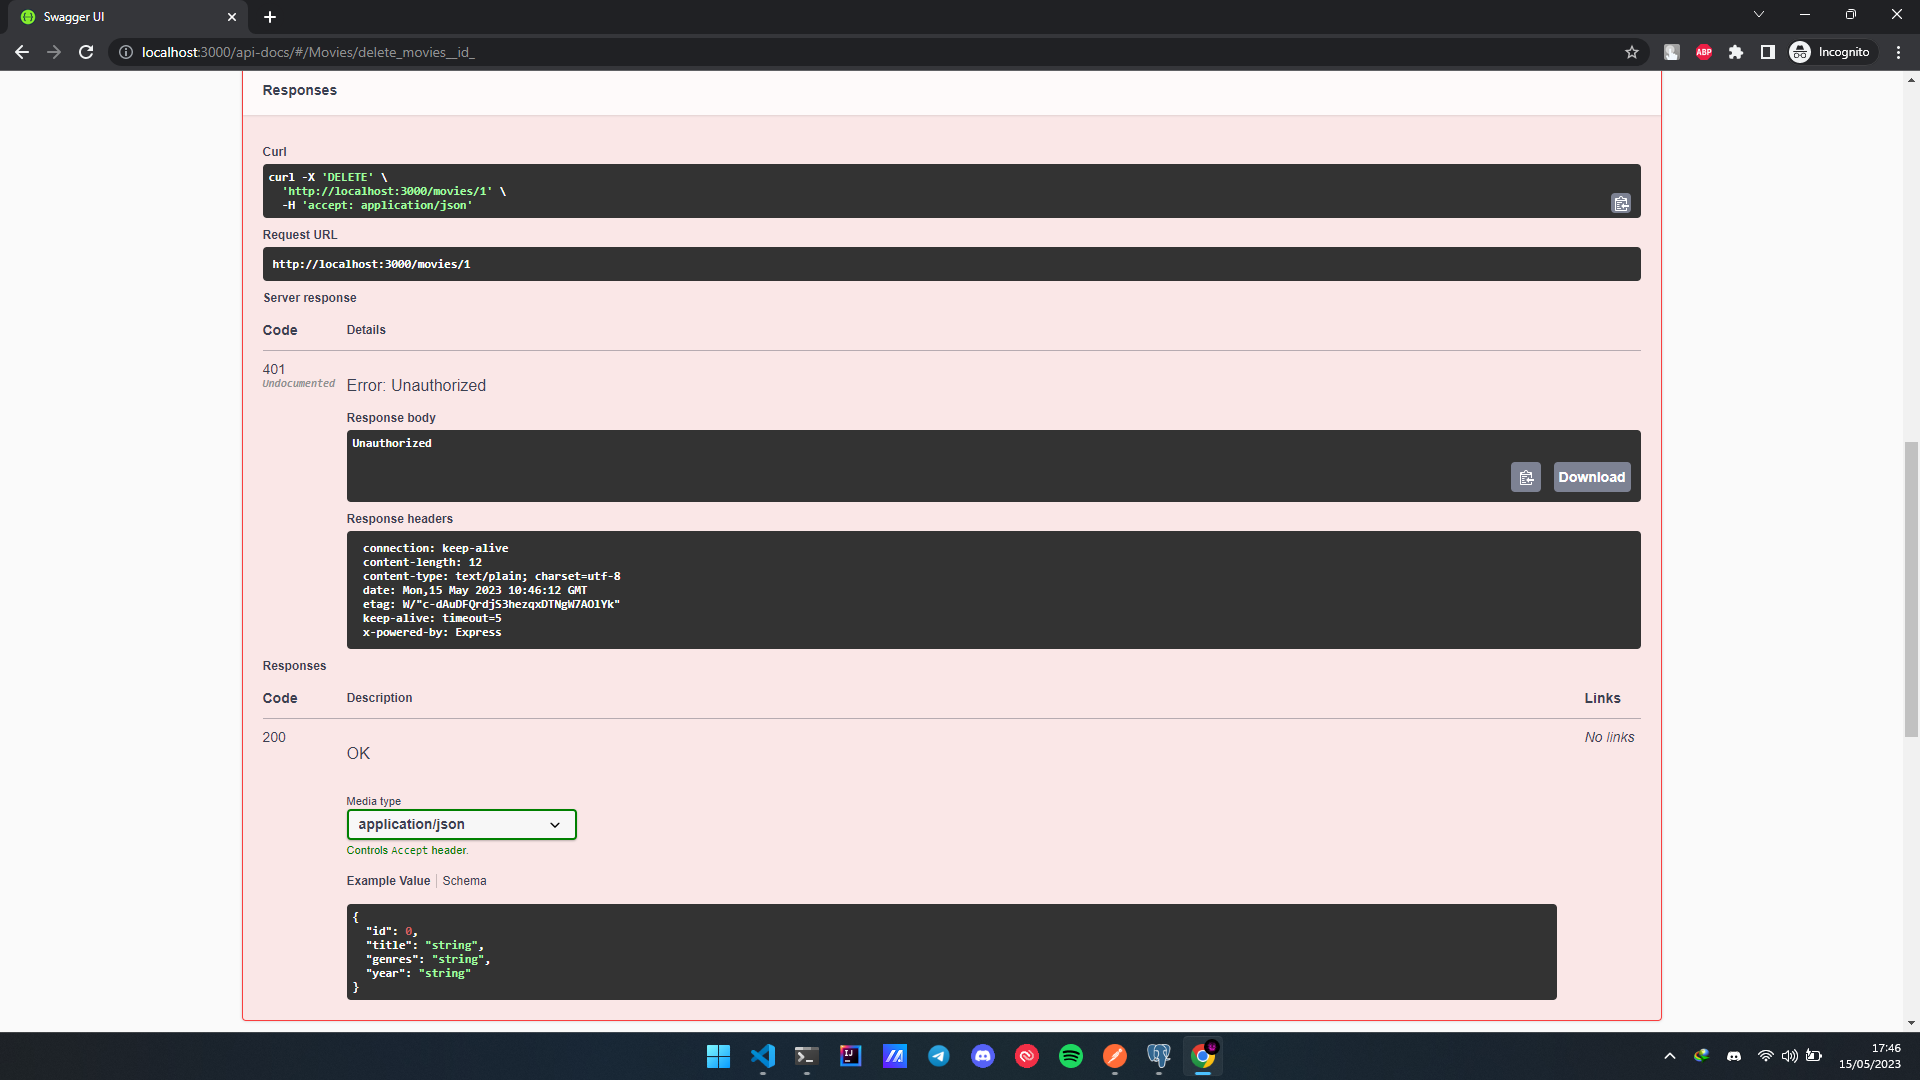 Swagger UI
localhost:3000/api-docs/#/Movies/delete_movies__id_
ABP
Incognito
Responses
Curl
curl -X 'DELETE' \
'http://localhost:3000/movies/1' \
-H 'accept: application/json'
Request URL
http://localhost:3000/movies/1
Server response
Code Details
401
Undocumented
Error: Unauthorized
Response body
Unauthorized
Download
Response headers
connection: keep-alive
content-length: 12
content-type: text/plain; charset=utf-8
date: Mon,15 May 2023 10:46:12 GMT
etag: W/"c-dAuDFQrdjS3hezqxDTNgW7AOlYk"
keep-alive: timeout=5
x-powered-by: Express
Responses
Code Description Links
200 No links
OK
Media type
application/json
Controls Accept header.
Example Value Schema
{
"id": 0,
"title": "string",
"genres": "string",
"year": "string"
}
IJ
17:46
15/05/2023